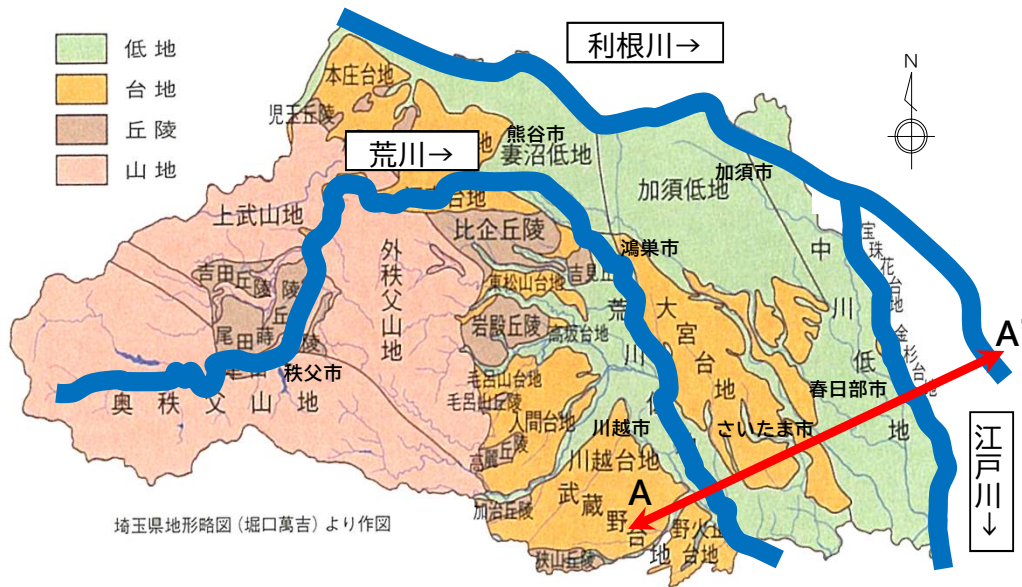 低地
台地
丘陵
山地
利根川→
N
本庄台地
児玉丘陵
荒川→
熊谷市
妻沼低地
加須市
加須低地
上武山地
比企丘陵
鴻巣市
吉見丘
中川低地
宝珠花台地
吉田丘陵
外秩父山地
東松山台地
荒川低
大宮台地
金杉台地
岩殿丘陵
高坂台地
A
秩父市
奥秩父山地
毛呂山台地
毛呂山丘陵
入間台地
川越市
春日部市
さいたま市
高麗丘陵
川越台地
江戸川↓
A
武蔵野台地
加治丘陵
狭山丘陵
埼玉県地形略図(堀口萬吉)より作図